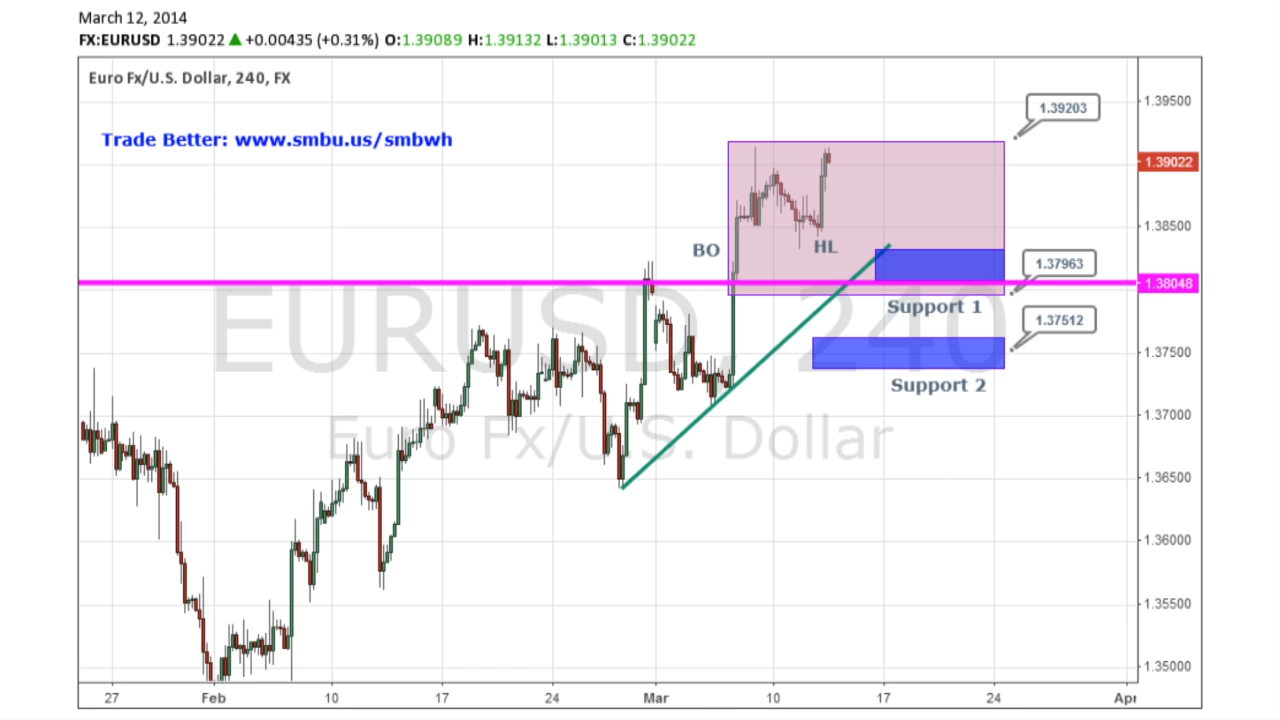 March 12, 2014
FX:EURUSD 1.39022 ▲ +0.00435 (+0.31%) O:1.39089 H:1.39132 L:1.39013 C:1.39022
Euro Fx/U.S. Dollar, 240, FX
1.39500
1.39203
Trade Better: www.smbu.us/smbwh
1.39022
1.38500
BO
HL
1.37963
1.38048
Support 1
EURUSD, 240
1.37512
1.37500
Support 2
1.37000
Euro Fx/U.S. Dollar
1.36500
1.36000
1.35500
1.35000
27 Feb 10 17 24 Mar 10 17 24 Apr